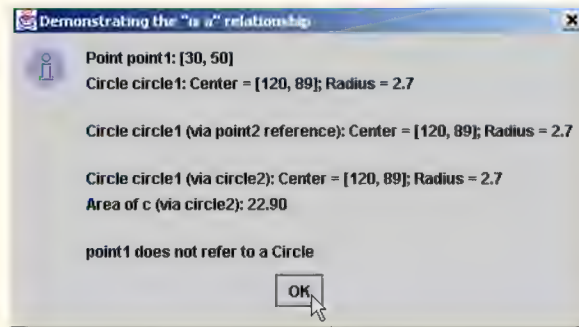 Demonstrating the "is a" relationship
Point point1: [30, 50]
Circle circle1: Center = [120, 89]; Radius = 2.7
Circle circle1 (via point2 reference): Center = [120, 89]; Radius = 2.7
Circle circle1 (via circle2): Center = [120, 89]; Radius = 2.7
Area of c (via circle2): 22.90
point1 does not refer to a Circle
OK